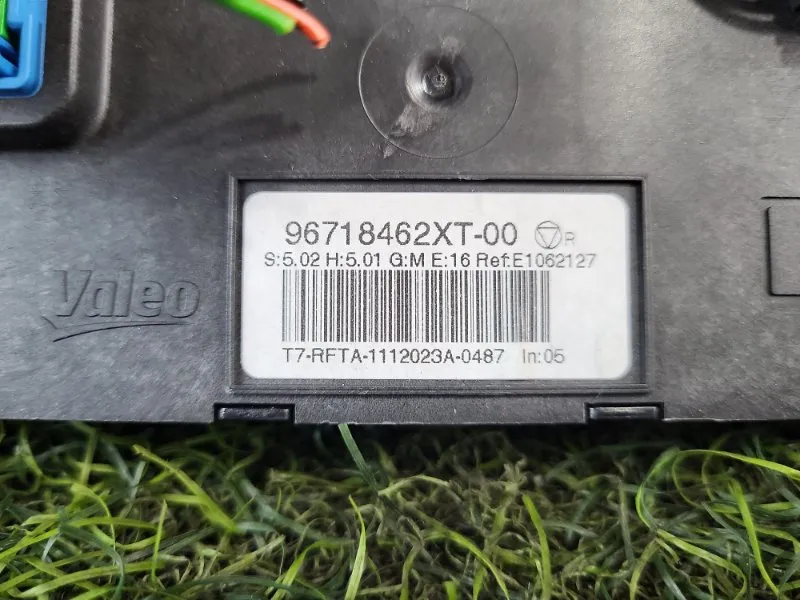 96718462XT-00 R
S:5.02 H:5.01 G:M E:16 Ref:E1062127
Valeo
T7-RFTA-1112023A-0487 In:05